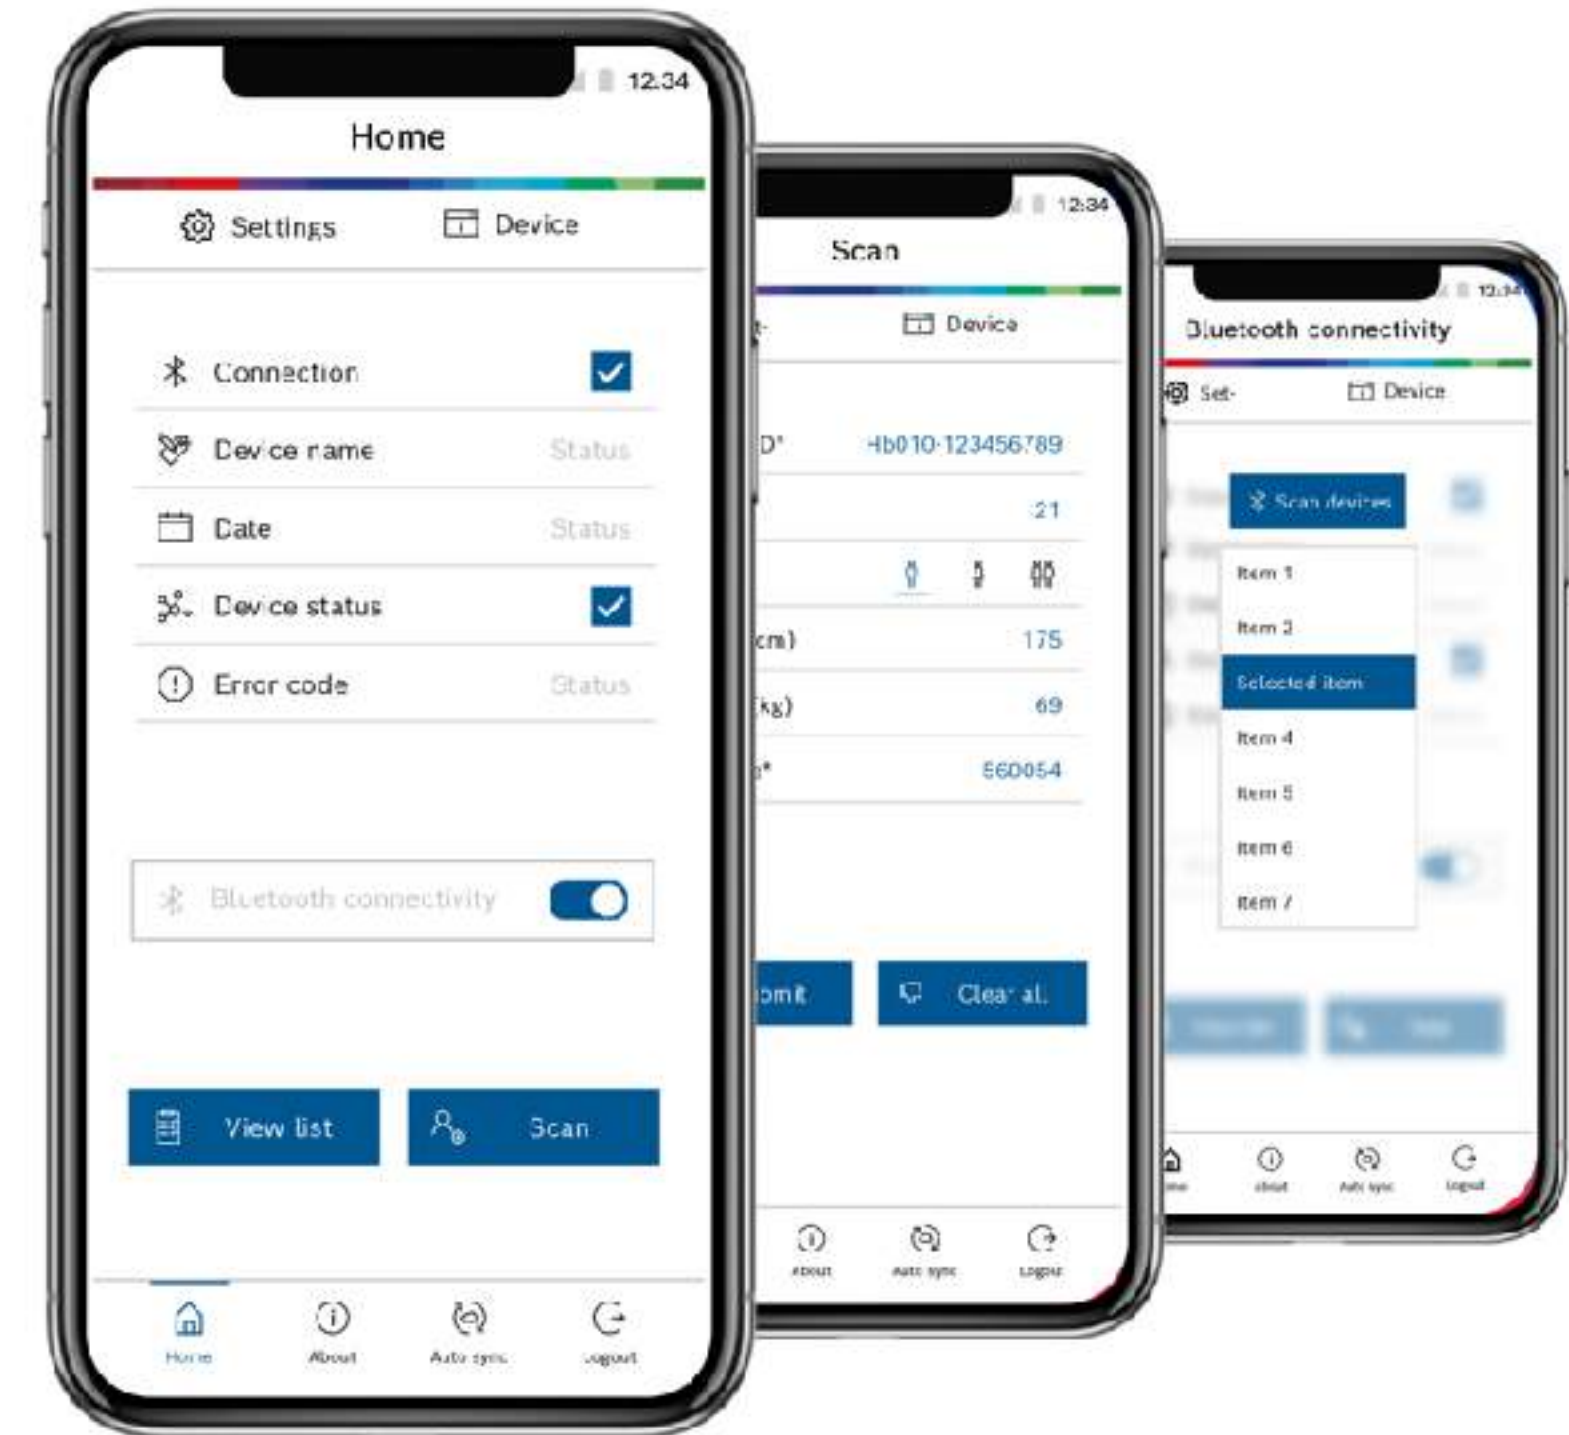 12:34
Home
Settings
Device
Connection
Device name
Status
Date
Status
Device status
Error code
Status
Bluetooth connectivity
View list
Scan
Home
About
Auto sync
Logout
12:34
Scan
Device
Hb010-123456789
21
cm)
175
(kg)
69
560054
Clear all
About
Auto sync
Logout
12:34
Bluetooth connectivity
Set-
Device
Scan devices
Item 1
Item 2
Selected item
Item 4
Item 5
Item 6
Item 7
About
Auto sync
Logout